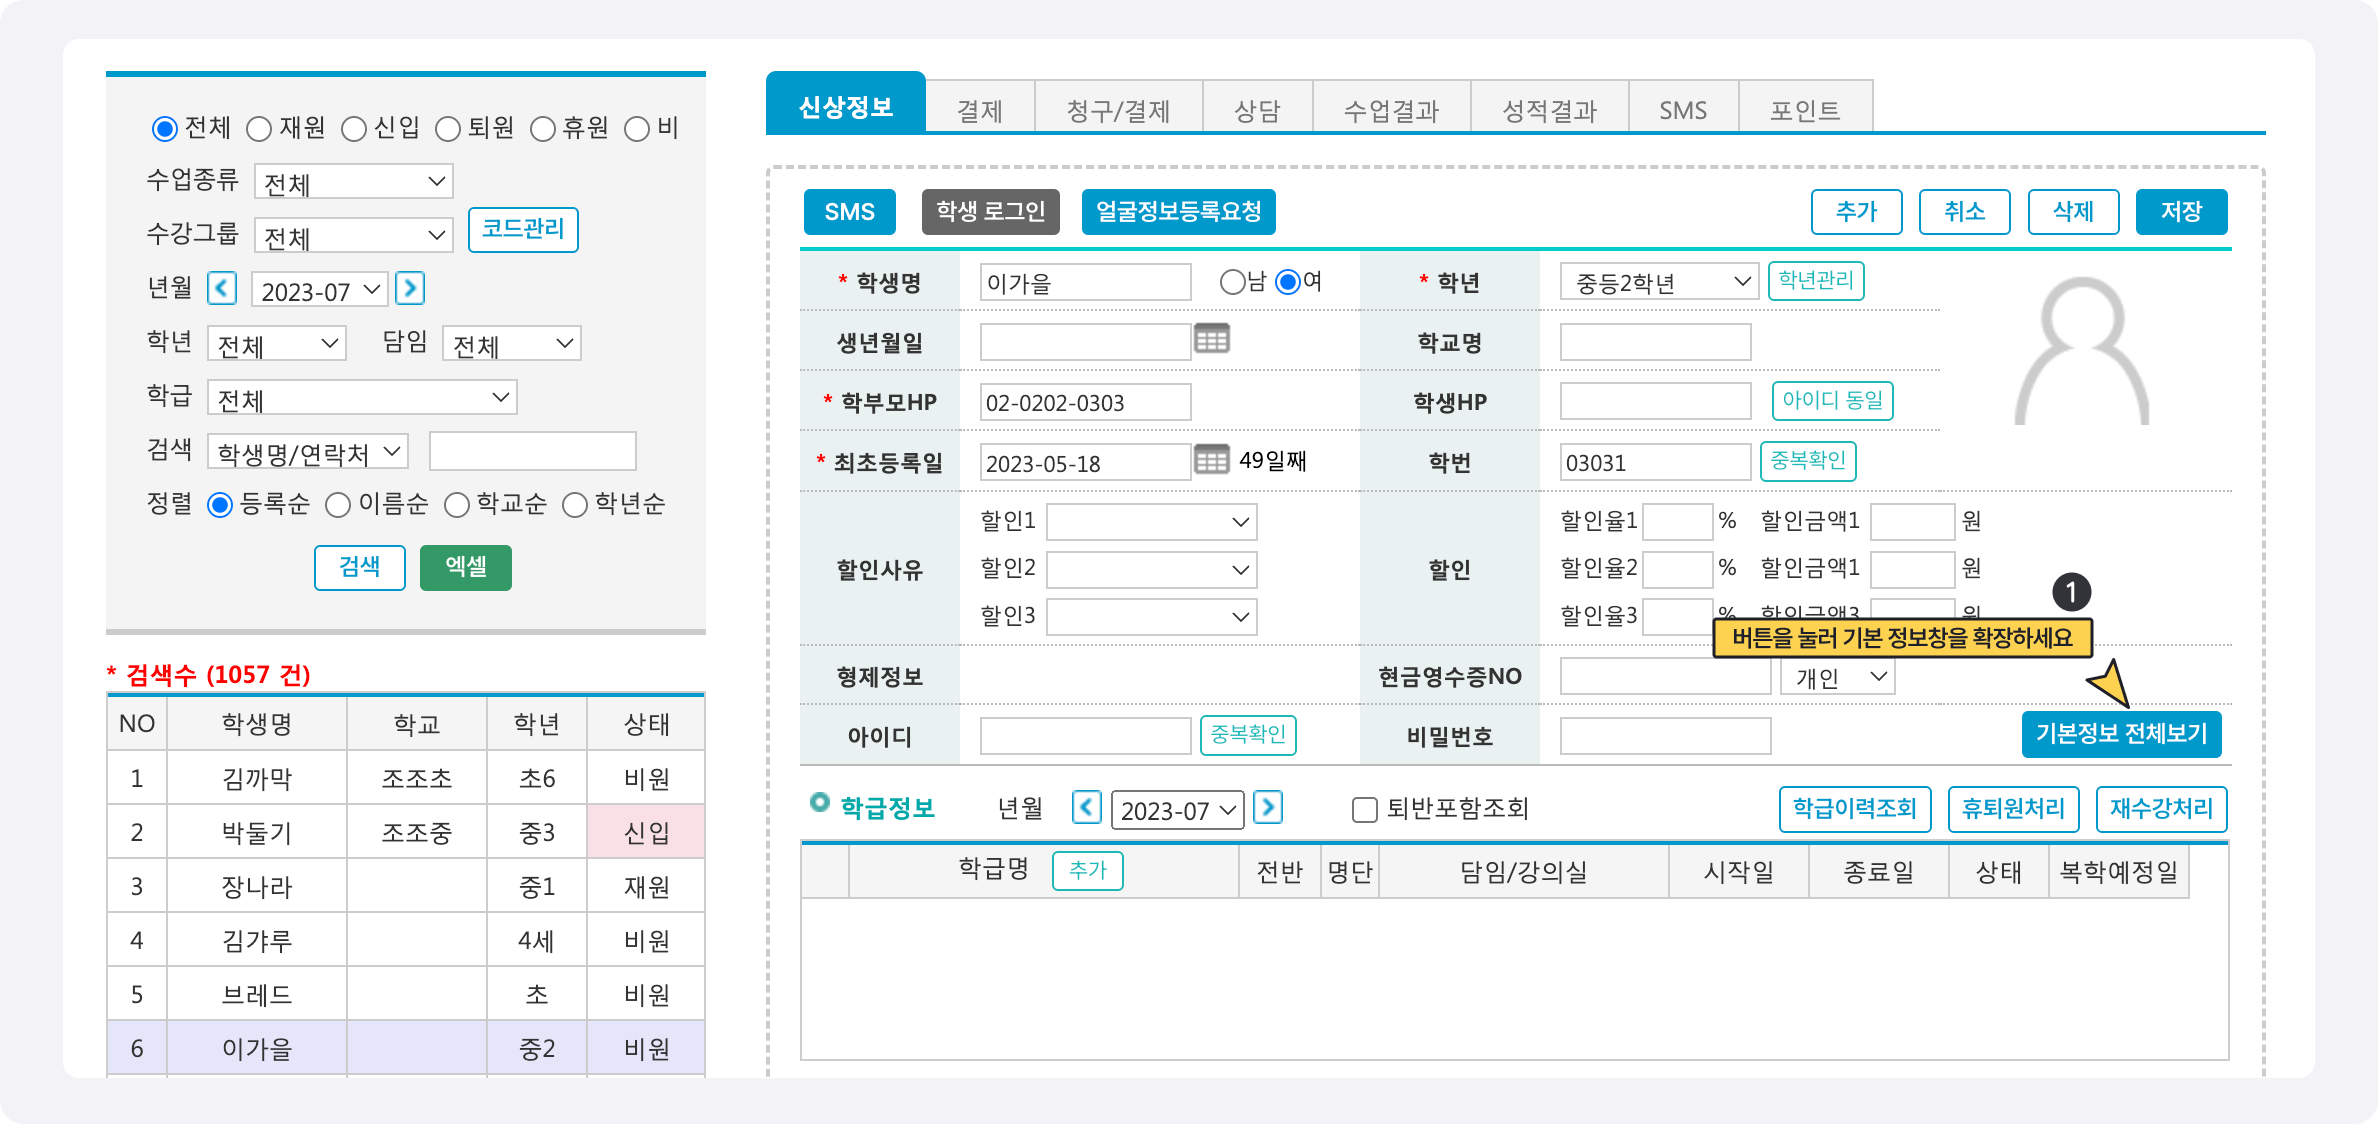 전체 재원 신입 퇴원 휴원 비
수업종류 전체
수강그룹 전체 코드관리
년월 2023-07
학년 전체 담임 전체
학급 전체
검색 학생명/연락처
정렬 등록순 이름순 학교순 학년순
검색 엑셀
* 검색수 (1057 건)
NO 학생명 학교 학년 상태
1 김까막 조조초 초6 비원
2 박둘기 조조중 중3 신입
3 장나라 중1 재원
4 김갸루 4세 비원
5 브레드 초 비원
6 이가을 중2 비원
신상정보 결제 청구/결제 상담 수업결과 성적결과 SMS 포인트
SMS 학생 로그인 얼굴정보등록요청 추가 취소 삭제 저장
* 학생명 이가을 남 여 * 학년 중등2학년 학년관리
생년월일 학교명
* 학부모HP 02-0202-0303 학생HP 아이디 동일
* 최초등록일 2023-05-18 49일째 학번 03031 중복확인
할인사유 할인1 할인 할인율1 % 할인금액1 원
할인2 할인율2 % 할인금액1 원
할인3 할인율3 % 할인금액3 원
1
버튼을 눌러 기본 정보창을 확장하세요
형제정보 현금영수증NO 개인
아이디 중복확인 비밀번호 기본정보 전체보기
학급정보 년월 2023-07 퇴반포함조회 학급이력조회 휴퇴원처리 재수강처리
학급명 추가 전반 명단 담임/강의실 시작일 종료일 상태 복학예정일